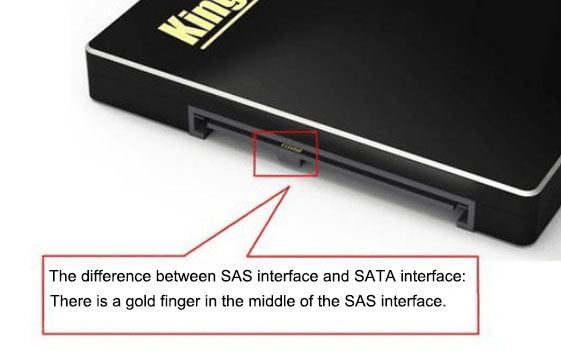 King
The difference between SAS interface and SATA interface:
There is a gold finger in the middle of the SAS interface.